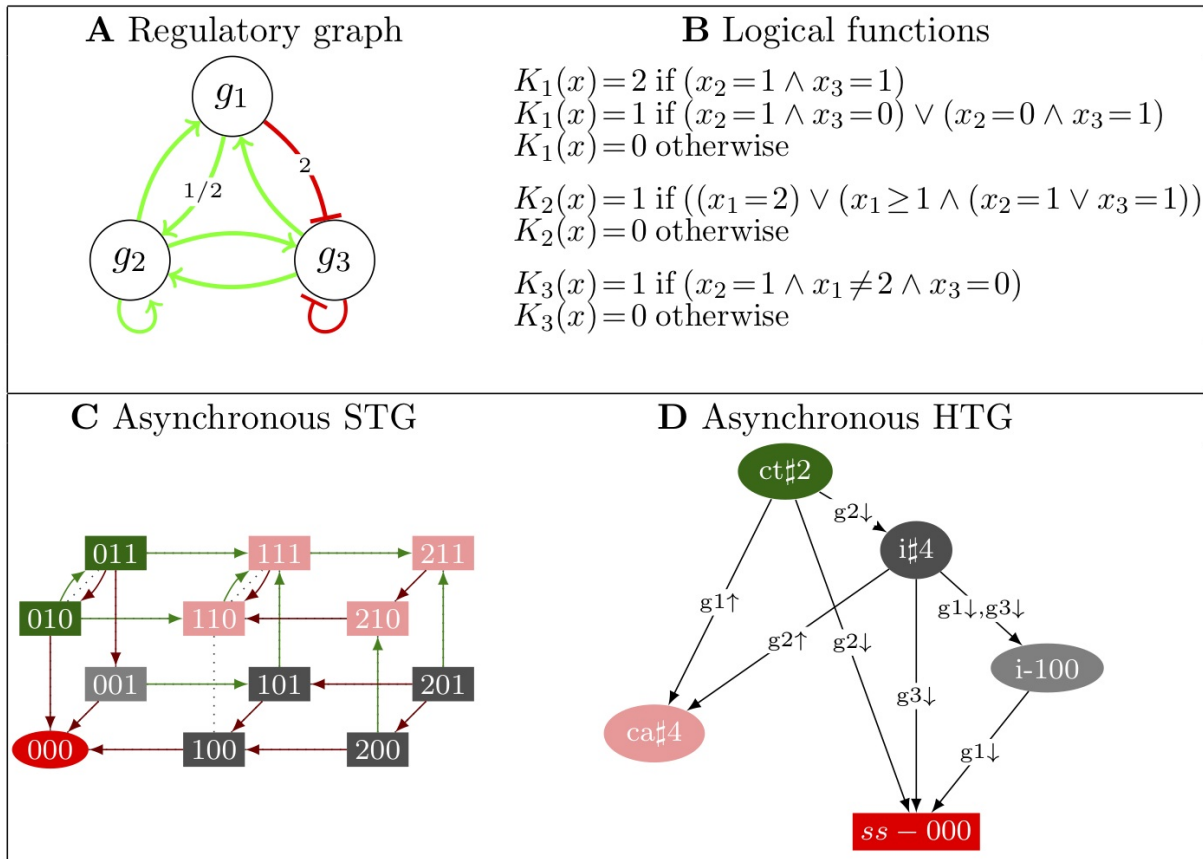 A Regulatory graph
g1
2
1/2
g2
g3
B Logical functions
K1(x)=2 if (x2=1 ∧ x3=1)
K1(x)=1 if (x2=1 ∧ x3=0) ∨ (x2=0 ∧ x3=1)
K1(x)=0 otherwise
K2(x)=1 if ((x1=2) ∨ (x1≥1 ∧ (x2=1 ∨ x3=1))
K2(x)=0 otherwise
K3(x)=1 if (x2=1 ∧ x1≠2 ∧ x3=0)
K3(x)=0 otherwise
C Asynchronous STG
011 111 211
010 110 210
001 101 201
000 100 200
D Asynchronous HTG
ct♯2
g2↓
i♯4
g1↑
g2↑
g2↓
g1↓,g3↓
i-100
g3↓
ca♯4
g1↓
ss − 000